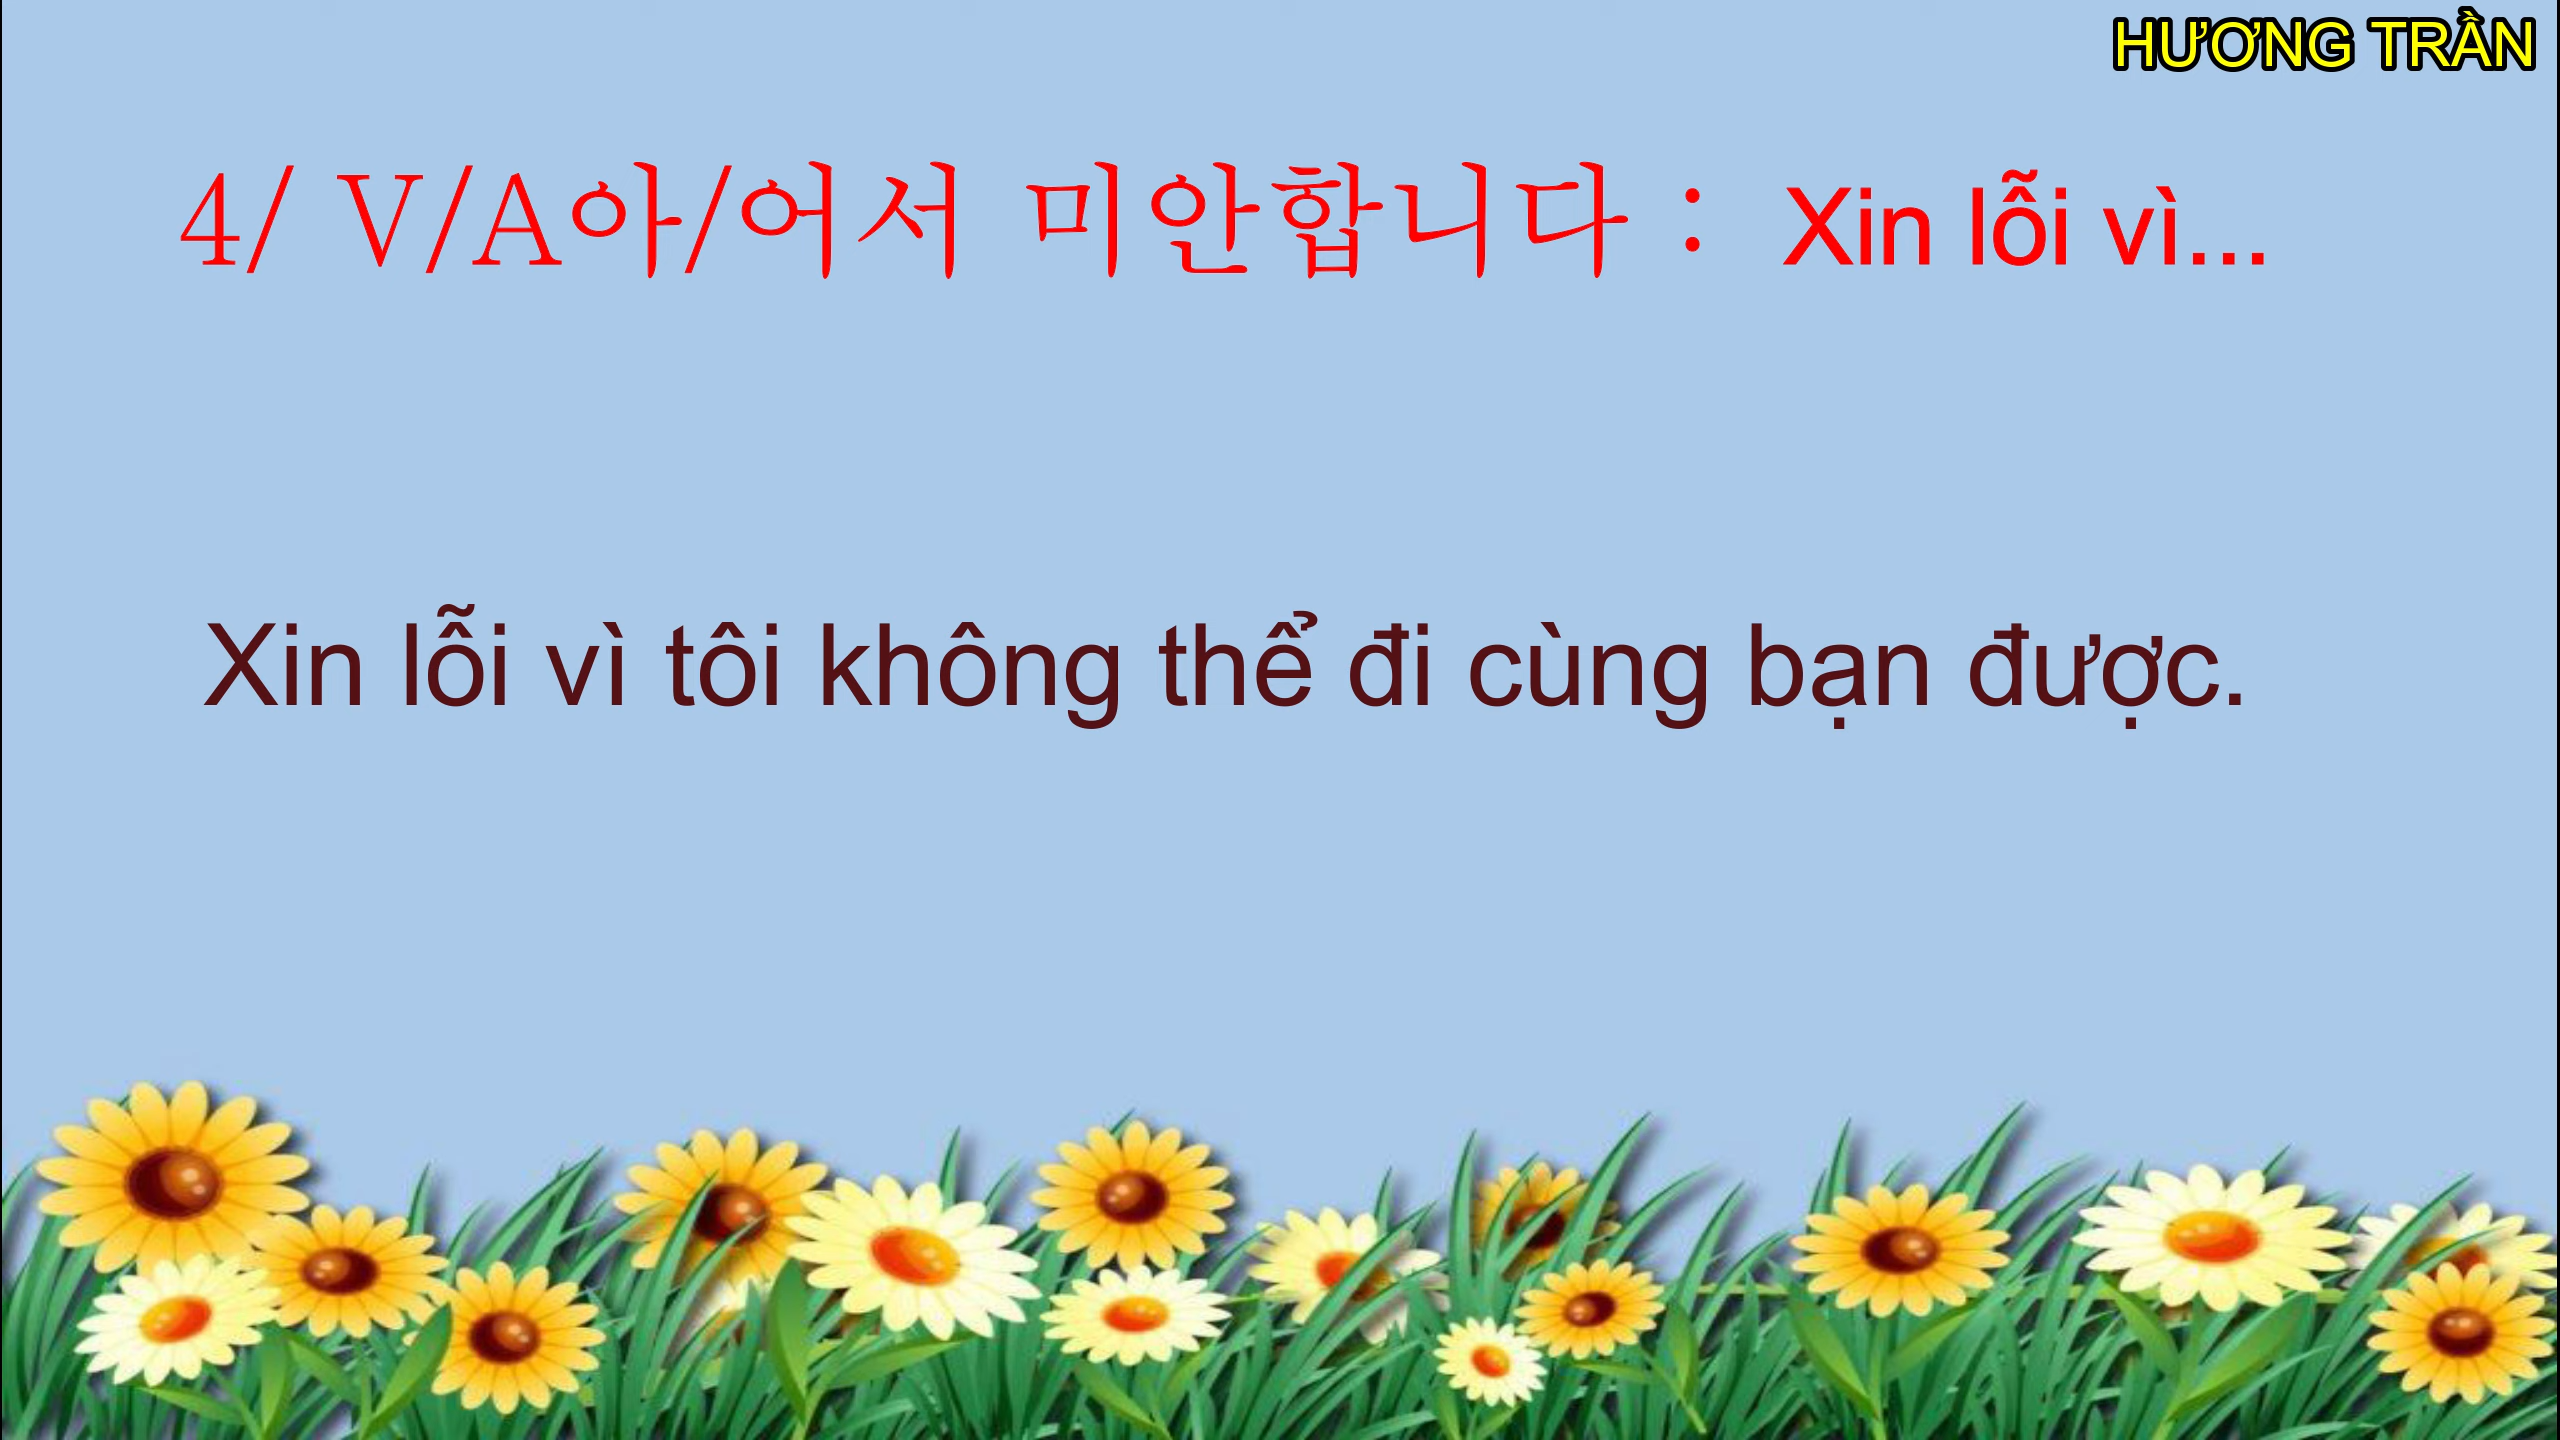 HƯƠNG TRẦN
4/ V/A아/어서 미안합니다 : Xin lỗi vì...
Xin lỗi vì tôi không thể đi cùng bạn được.